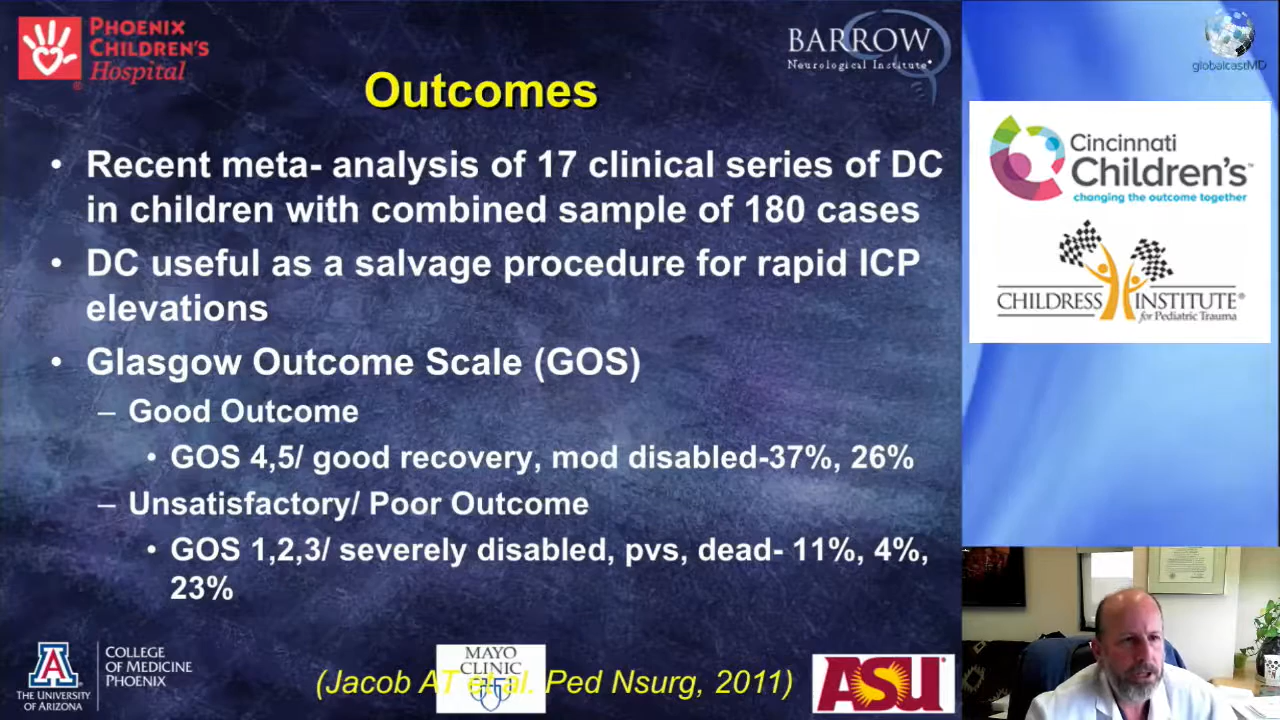 PHOENIX
CHILDREN'S
Hospital
BARROW
Neurological Institute®
globalcastMD
Outcomes
• Recent meta- analysis of 17 clinical series of DC
in children with combined sample of 180 cases
• DC useful as a salvage procedure for rapid ICP
elevations
• Glasgow Outcome Scale (GOS)
– Good Outcome
• GOS 4,5/ good recovery, mod disabled-37%, 26%
– Unsatisfactory/ Poor Outcome
• GOS 1,2,3/ severely disabled, pvs, dead- 11%, 4%,
23%
Cincinnati
Children's™
changing the outcome together
CHILDRESS INSTITUTE®
for Pediatric Trauma
THE UNIVERSITY
OF ARIZONA
COLLEGE
OF MEDICINE
PHOENIX
MAYO
CLINIC
(Jacob AT et al. Ped Nsurg, 2011)
ASU